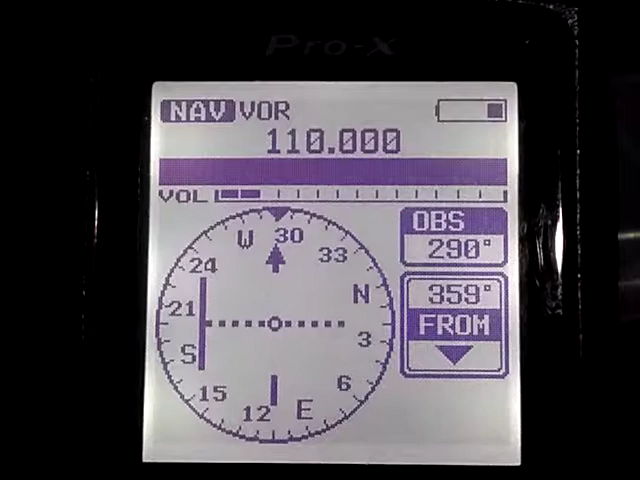 Pro-X
NAV VOR
110.000
VOL
OBS
290°
359°
FROM
W 30 33 N 3 6 E 12 15 S 21 24